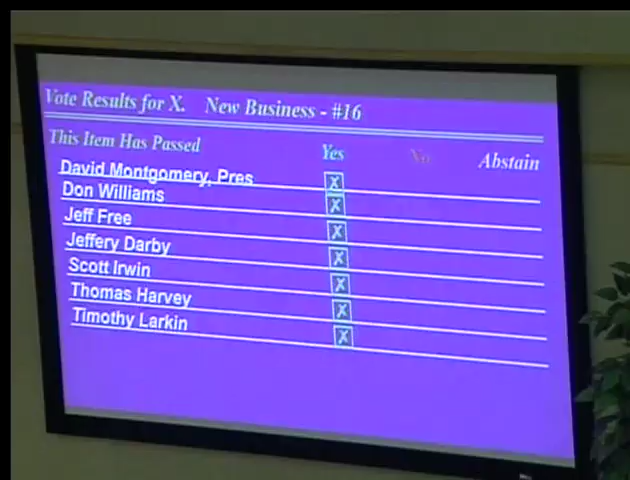 Vote Results for X. New Business - #16
This Item Has Passed Yes No Abstain
David Montgomery, Pres X
Don Williams X
Jeff Free X
Jeffery Darby X
Scott Irwin X
Thomas Harvey X
Timothy Larkin X